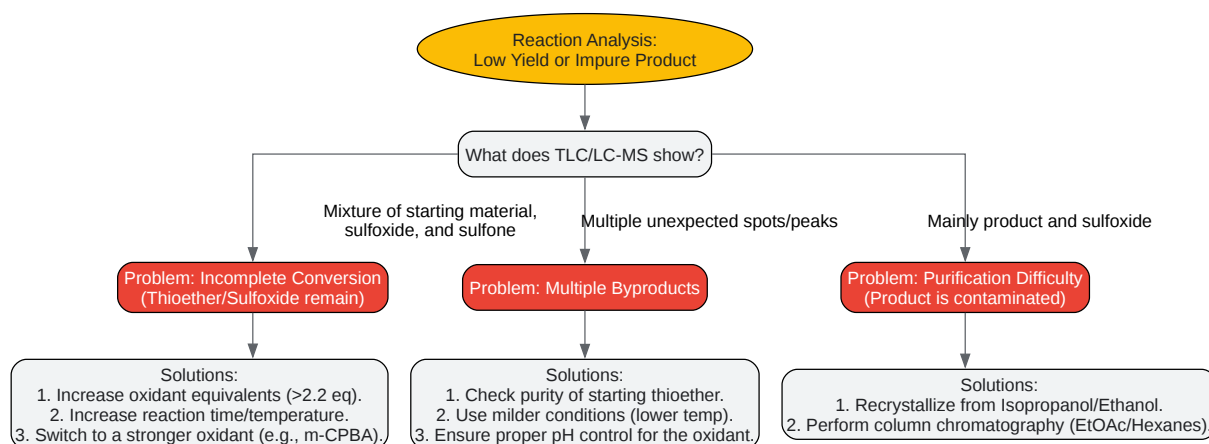 Reaction Analysis:
Low Yield or Impure Product
What does TLC/LC-MS show?
Mixture of starting material,
sulfoxide, and sulfone
Multiple unexpected spots/peaks
Mainly product and sulfoxide
Problem: Incomplete Conversion
(Thioether/Sulfoxide remain)
Problem: Multiple Byproducts
Problem: Purification Difficulty
(Product is contaminated)
Solutions:
1. Increase oxidant equivalents (>2.2 eq).
2. Increase reaction time/temperature.
3. Switch to a stronger oxidant (e.g., m-CPBA).
Solutions:
1. Check purity of starting thioether.
2. Use milder conditions (lower temp).
3. Ensure proper pH control for the oxidant.
Solutions:
1. Recrystallize from Isopropanol/Ethanol.
2. Perform column chromatography (EtOAc/Hexanes).